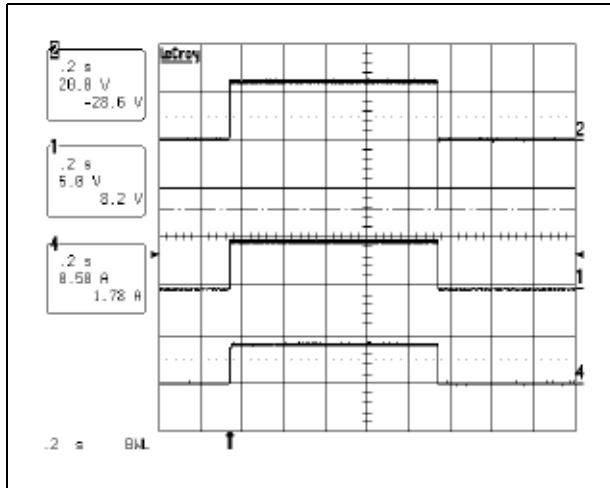 2
LeCroy
.2 s
20.0 V
-28.6 V
2
1
.2 s
5.0 V
8.2 V
1
4
.2 s
0.50 A
1.78 A
4
.2 s BWL